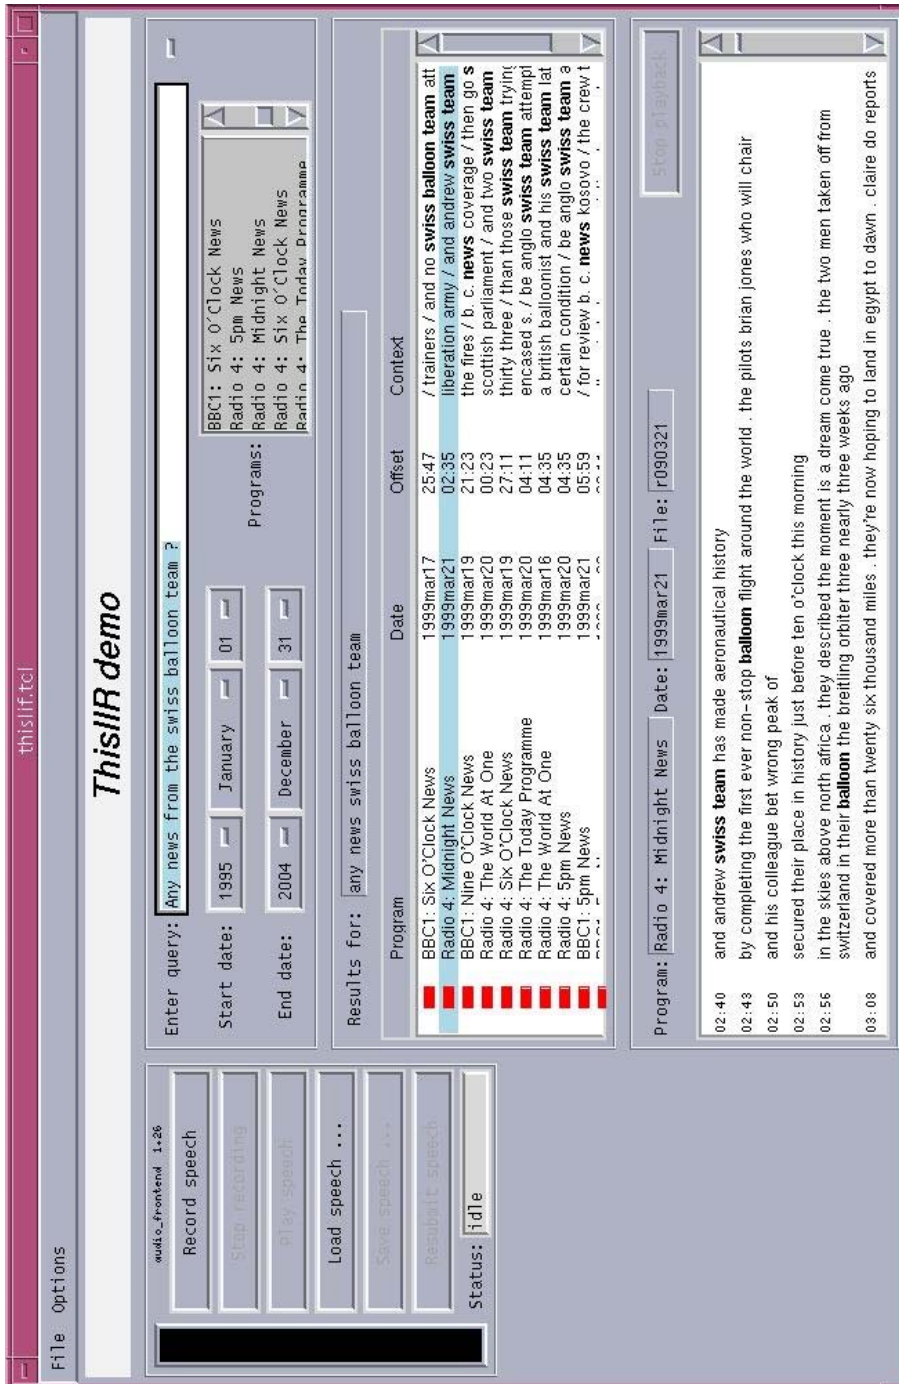 thislif.tcl
File Options
ThisIIR demo
audio_frontend 1.26
Record speech
Stop recording
Play speech
Load speech ...
Save speech ...
Resubmit speech
Status: idle
Enter query: Any news from the swiss balloon team ?
Start date: 1995 January 01
End date: 2004 December 31
Programs:
BBC1: Six O'Clock News
Radio 4: 5pm News
Radio 4: Midnight News
Radio 4: Six O'Clock News
Radio 4: The Today Programme
Results for: any news swiss balloon team
Program Date Offset Context
BBC1: Six O'Clock News 1999mar17 25:47 / trainers / and no swiss balloon team att
Radio 4: Midnight News 1999mar21 02:35 liberation army / and andrew swiss team
BBC1: Nine O'Clock News 1999mar19 21:23 the fires / b. c. news coverage / then go s
Radio 4: The World At One 1999mar20 00:23 scottish parliament / and two swiss team
Radio 4: Six O'Clock News 1999mar19 27:11 thirty three / than those swiss team trying
Radio 4: The Today Programme 1999mar20 04:11 encased s. / be anglo swiss team attempt
Radio 4: The World At One 1999mar16 04:35 a british balloonist and his swiss team lat
Radio 4: 5pm News 1999mar20 04:35 certain condition / be anglo swiss team a
BBC1: 5pm News 1999mar21 05:59 / for review b. c. news kosovo / the crew t
Program: Radio 4: Midnight News Date: 1999mar21 File: r090321 Stop playback
02:40 and andrew swiss team has made aeronautical history
02:43 by completing the first ever non-stop balloon flight around the world . the pilots brian jones who will chair
02:50 and his colleague bet wrong peak of
02:53 secured their place in history just before ten o'clock this morning
02:56 in the skies above north africa . they described the moment is a dream come true . the two men taken off from
switzerland in their balloon the breitling orbiter three nearly three weeks ago
03:08 and covered more than twenty six thousand miles . they're now hoping to land in egypt to dawn . claire do reports